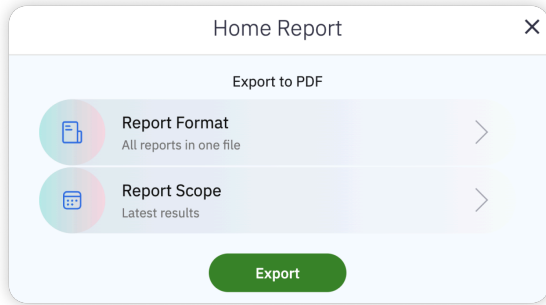 Home Report
Export to PDF
Report Format
All reports in one file
Report Scope
Latest results
Export